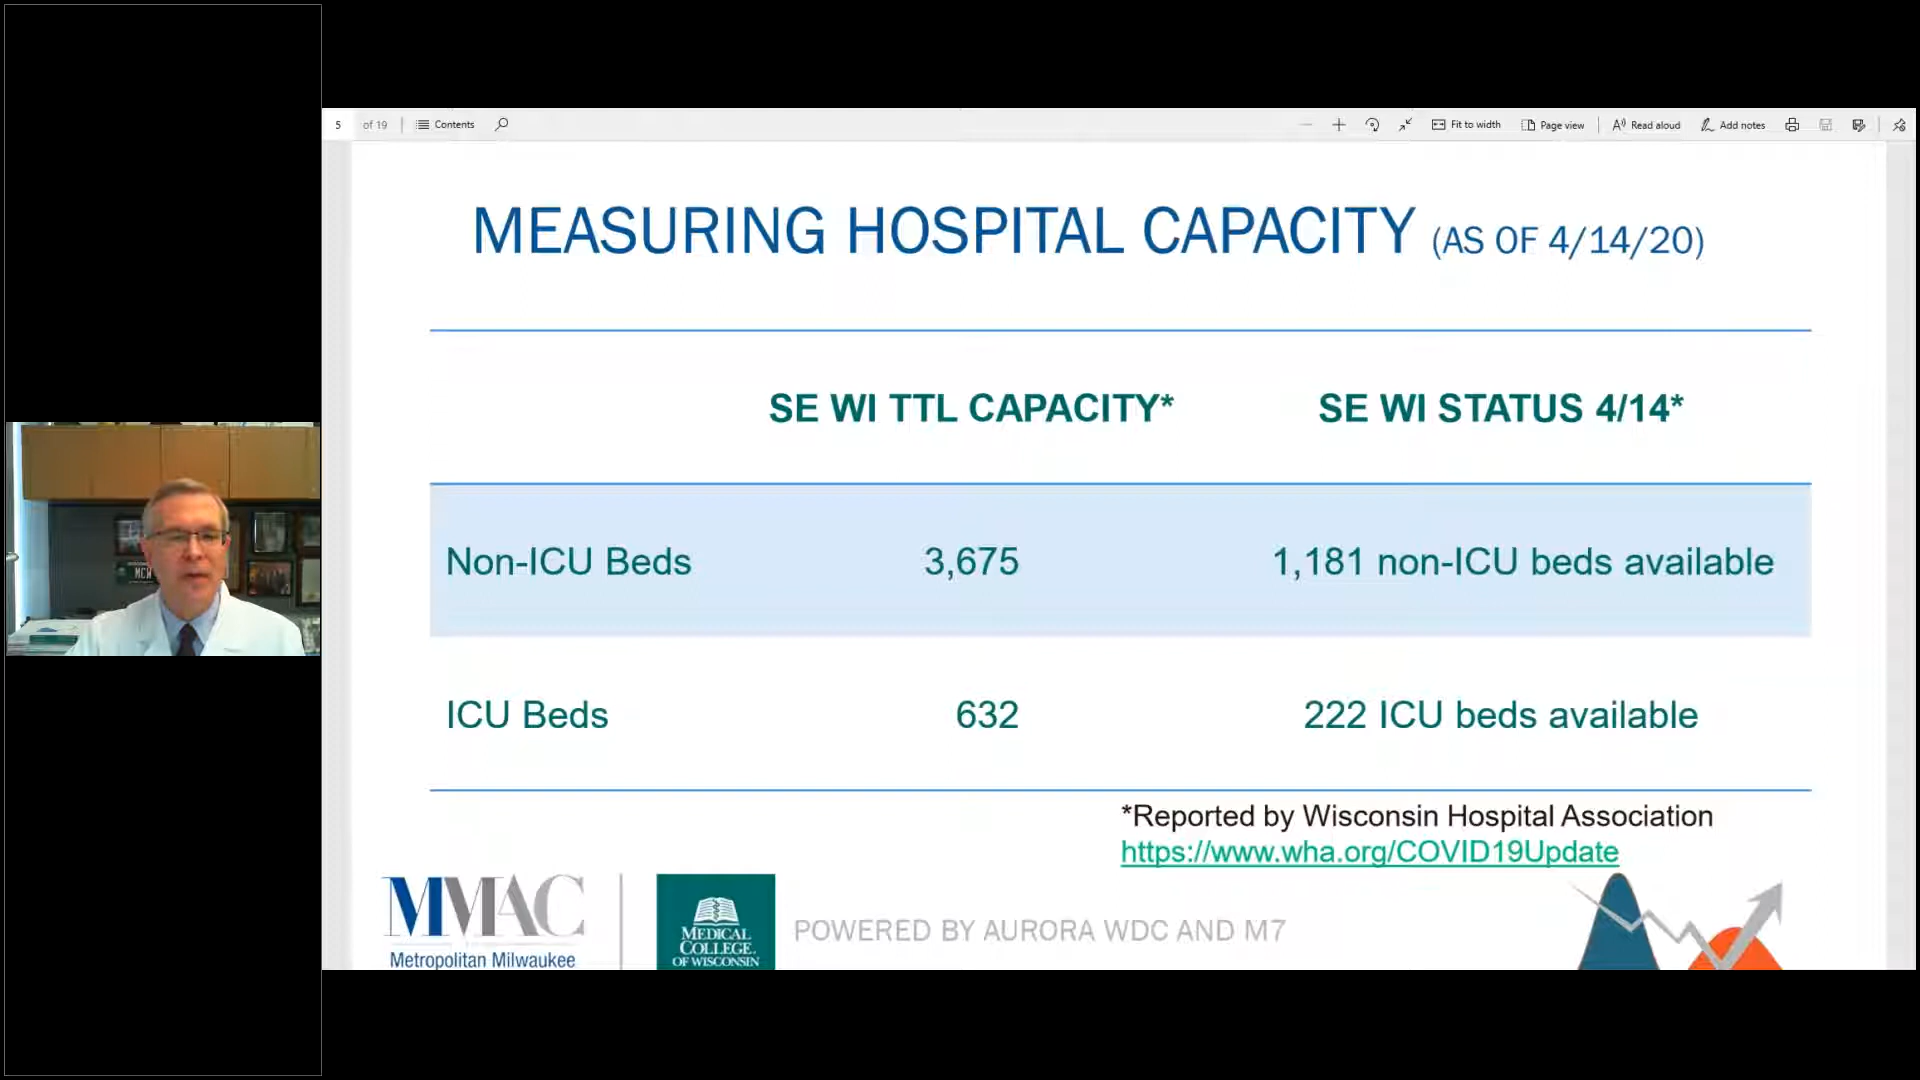 5 of 19 Contents Fit to width Page view Read aloud Add notes
MEASURING HOSPITAL CAPACITY (AS OF 4/14/20)
SE WI TTL CAPACITY* SE WI STATUS 4/14*
Non-ICU Beds 3,675 1,181 non-ICU beds available
ICU Beds 632 222 ICU beds available
*Reported by Wisconsin Hospital Association
https://www.wha.org/COVID19Update
MMAC
Metropolitan Milwaukee
MEDICAL
COLLEGE
OF WISCONSIN
POWERED BY AURORA WDC AND M7
MCW